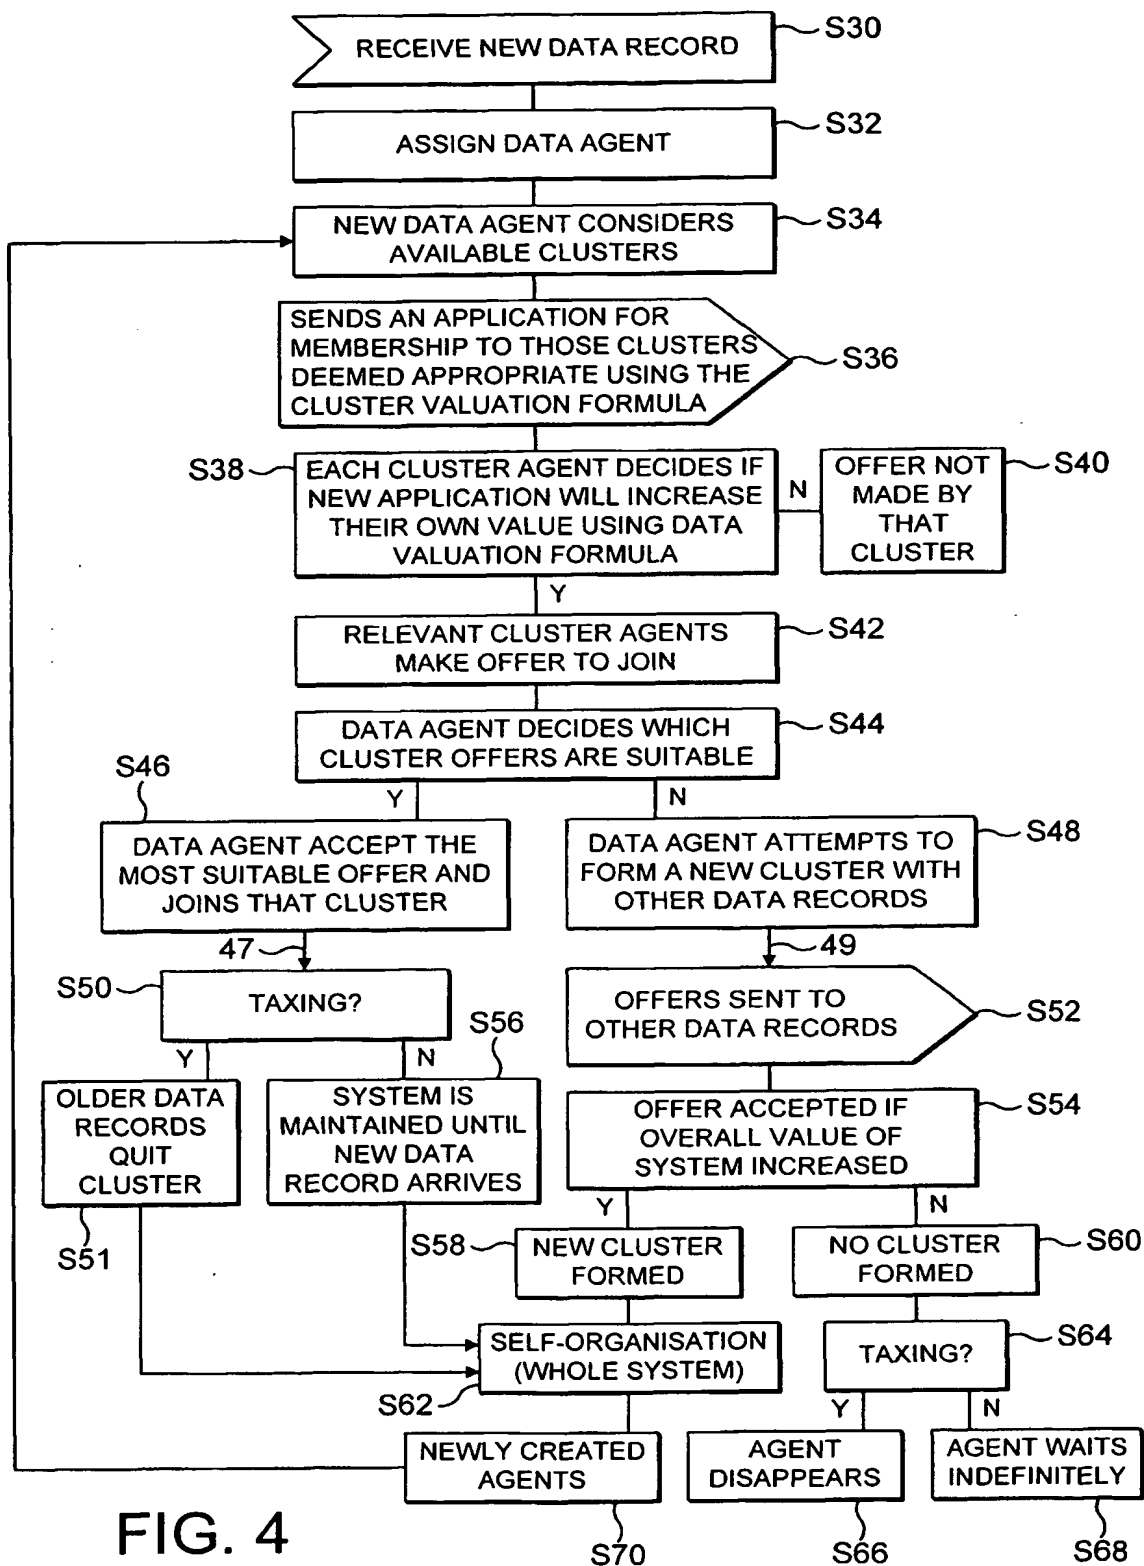 RECEIVE NEW DATA RECORD
S30
ASSIGN DATA AGENT
S32
NEW DATA AGENT CONSIDERS
AVAILABLE CLUSTERS
S34
SENDS AN APPLICATION FOR
MEMBERSHIP TO THOSE CLUSTERS
DEEMED APPROPRIATE USING THE
CLUSTER VALUATION FORMULA
S36
S38
EACH CLUSTER AGENT DECIDES IF
NEW APPLICATION WILL INCREASE
THEIR OWN VALUE USING DATA
VALUATION FORMULA
N
OFFER NOT
MADE BY
THAT
CLUSTER
S40
Y
RELEVANT CLUSTER AGENTS
MAKE OFFER TO JOIN
S42
DATA AGENT DECIDES WHICH
CLUSTER OFFERS ARE SUITABLE
S44
S46
Y
N
DATA AGENT ACCEPT THE
MOST SUITABLE OFFER AND
JOINS THAT CLUSTER
DATA AGENT ATTEMPTS TO
FORM A NEW CLUSTER WITH
OTHER DATA RECORDS
S48
47
49
S50
TAXING?
OFFERS SENT TO
OTHER DATA RECORDS
S52
Y
N
S56
OLDER DATA
RECORDS
QUIT
CLUSTER
S51
SYSTEM IS
MAINTAINED UNTIL
NEW DATA
RECORD ARRIVES
OFFER ACCEPTED IF
OVERALL VALUE OF
SYSTEM INCREASED
S54
Y
N
S58
NEW CLUSTER
FORMED
NO CLUSTER
FORMED
S60
SELF-ORGANISATION
(WHOLE SYSTEM)
S62
TAXING?
S64
Y
N
NEWLY CREATED
AGENTS
S70
AGENT
DISAPPEARS
S66
AGENT WAITS
INDEFINITELY
S68
FIG. 4